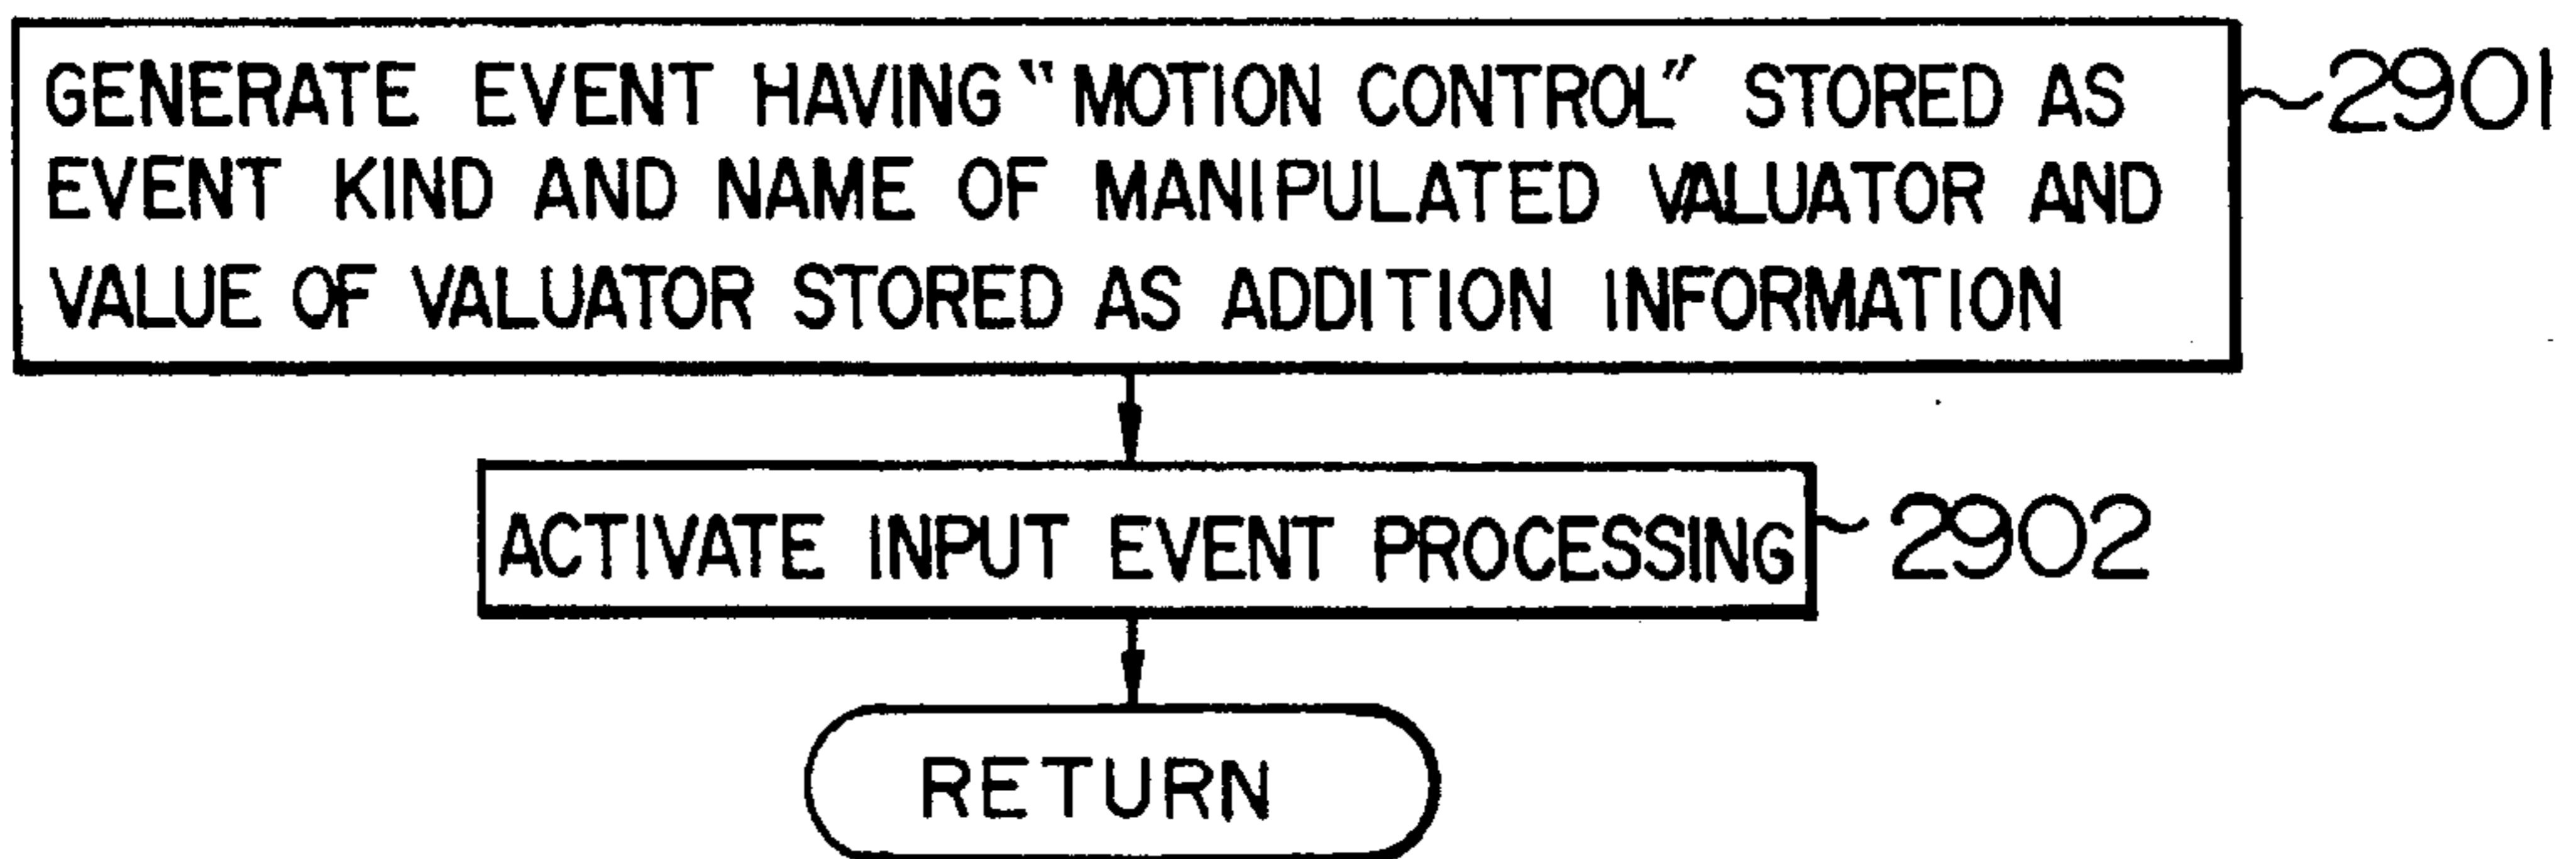 GENERATE EVENT HAVING "MOTION CONTROL" STORED AS
EVENT KIND AND NAME OF MANIPULATED VALUATOR AND
VALUE OF VALUATOR STORED AS ADDITION INFORMATION
2901
ACTIVATE INPUT EVENT PROCESSING
2902
RETURN